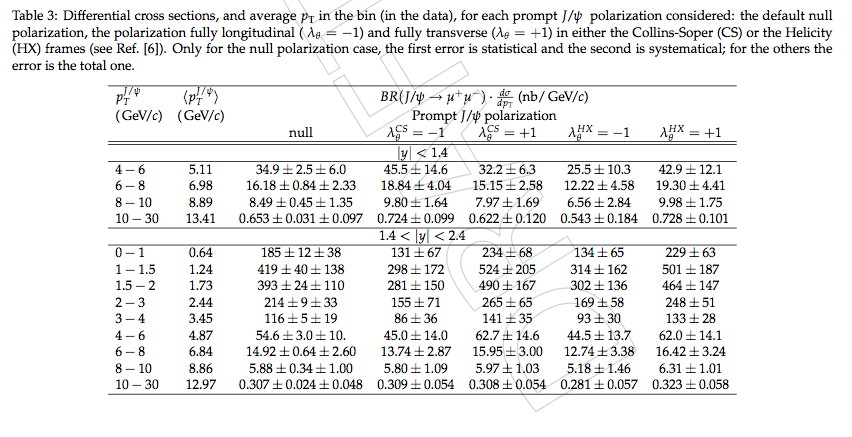 Table 3: Differential cross sections, and average pT in the bin (in the data), for each prompt J/ψ polarization considered: the default null
polarization, the polarization fully longitudinal ( λθ = −1) and fully transverse (λθ = +1) in either the Collins-Soper (CS) or the Helicity
(HX) frames (see Ref. [6]). Only for the null polarization case, the first error is statistical and the second is systematical; for the others the
error is the total one.
pT^J/ψ ⟨pT^J/ψ⟩ BR(J/ψ → μ+μ−) · dσ/dpT (nb/GeV/c)
(GeV/c) (GeV/c) Prompt J/ψ polarization
null λθ^CS = −1 λθ^CS = +1 λθ^HX = −1 λθ^HX = +1
|y| < 1.4
4 − 6 5.11 34.9 ± 2.5 ± 6.0 45.5 ± 14.6 32.2 ± 6.3 25.5 ± 10.3 42.9 ± 12.1
6 − 8 6.98 16.18 ± 0.84 ± 2.33 18.84 ± 4.04 15.15 ± 2.58 12.22 ± 4.58 19.30 ± 4.41
8 − 10 8.89 8.49 ± 0.45 ± 1.35 9.80 ± 1.64 7.97 ± 1.69 6.56 ± 2.84 9.98 ± 1.75
10 − 30 13.41 0.653 ± 0.031 ± 0.097 0.724 ± 0.099 0.622 ± 0.120 0.543 ± 0.184 0.728 ± 0.101
1.4 < |y| < 2.4
0 − 1 0.64 185 ± 12 ± 38 131 ± 67 234 ± 68 134 ± 65 229 ± 63
1 − 1.5 1.24 419 ± 40 ± 138 298 ± 172 524 ± 205 314 ± 162 501 ± 187
1.5 − 2 1.73 393 ± 24 ± 110 281 ± 150 490 ± 167 302 ± 136 464 ± 147
2 − 3 2.44 214 ± 9 ± 33 155 ± 71 265 ± 65 169 ± 58 248 ± 51
3 − 4 3.45 116 ± 5 ± 19 86 ± 36 141 ± 35 93 ± 30 133 ± 28
4 − 6 4.87 54.6 ± 3.0 ± 10. 45.0 ± 14.0 62.7 ± 14.6 44.5 ± 13.7 62.0 ± 14.1
6 − 8 6.84 14.92 ± 0.64 ± 2.60 13.74 ± 2.87 15.95 ± 3.00 12.74 ± 3.38 16.42 ± 3.24
8 − 10 8.86 5.88 ± 0.34 ± 1.00 5.80 ± 1.09 5.97 ± 1.03 5.18 ± 1.46 6.31 ± 1.01
10 − 30 12.97 0.307 ± 0.024 ± 0.048 0.309 ± 0.054 0.308 ± 0.054 0.281 ± 0.057 0.323 ± 0.058